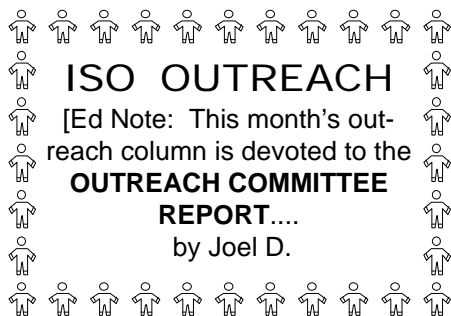 ISO OUTREACH
[Ed Note: This month's out-
reach column is devoted to the
OUTREACH COMMITTEE
REPORT....
by Joel D.